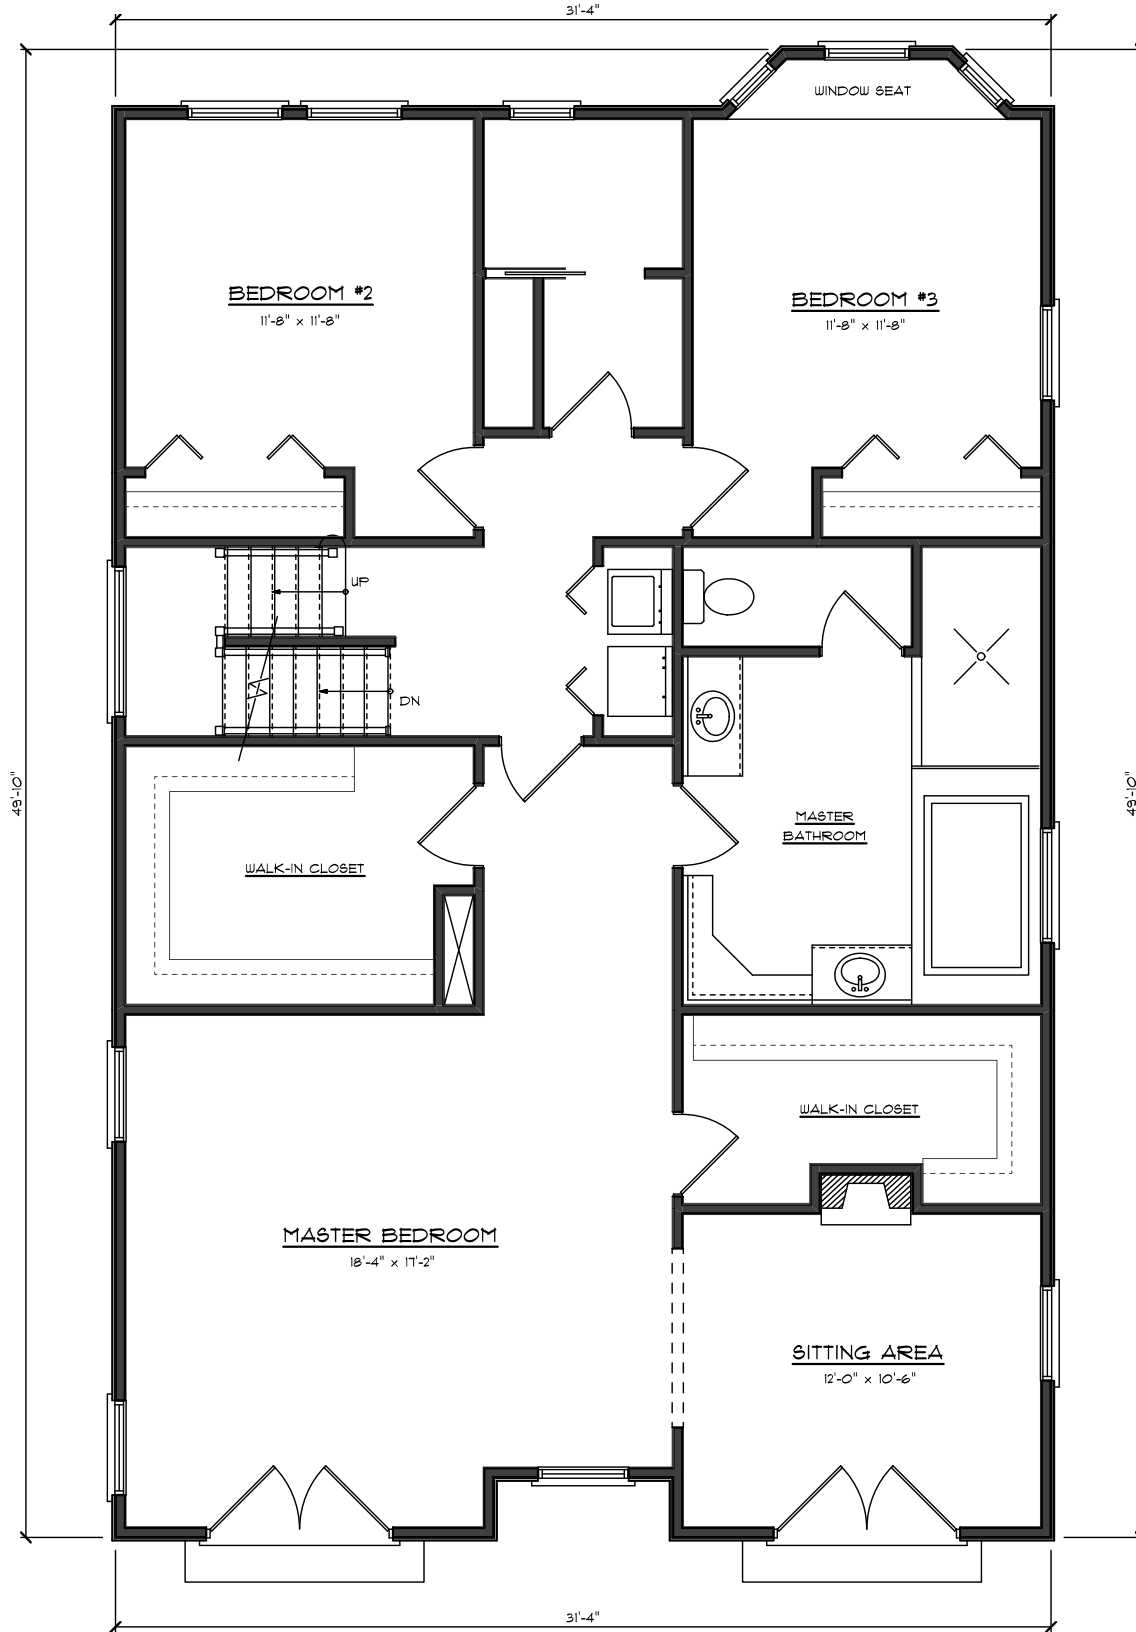 31'-4"
WINDOW SEAT
BEDROOM #2
11'-8" x 11'-8"
BEDROOM #3
11'-8" x 11'-8"
UP
DN
49'-10"
49'-10"
MASTER
BATHROOM
WALK-IN CLOSET
WALK-IN CLOSET
MASTER BEDROOM
18'-4" x 17'-2"
SITTING AREA
12'-0" x 10'-6"
31'-4"